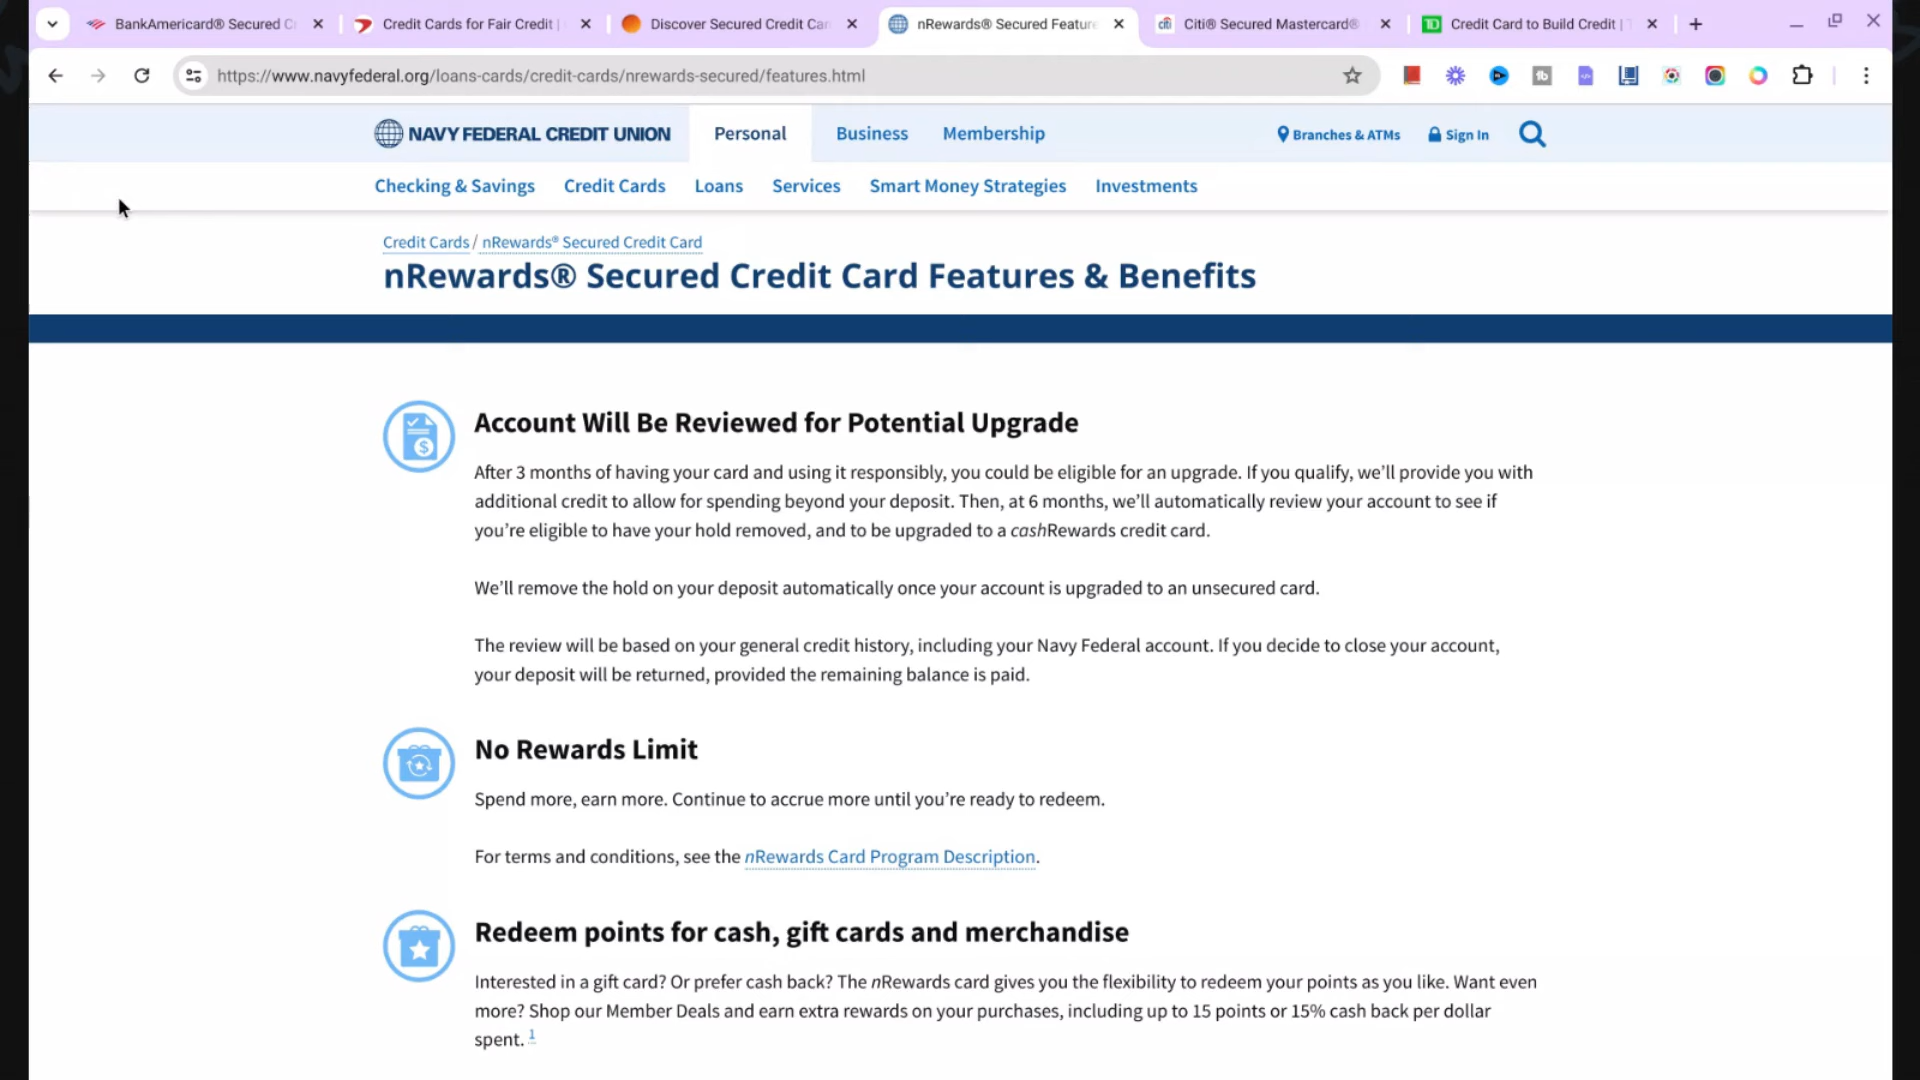 BankAmericard® Secured C
Credit Cards for Fair Credit |
Discover Secured Credit Car
nRewards® Secured Feature
citi
Citi® Secured Mastercard®
TD
Credit Card to Build Credit | T
https://www.navyfederal.org/loans-cards/credit-cards/nrewards-secured/features.html
tb
NAVY FEDERAL CREDIT UNION
Personal
Business
Membership
Branches & ATMs
Sign In
Checking & Savings
Credit Cards
Loans
Services
Smart Money Strategies
Investments
Credit Cards / nRewards® Secured Credit Card
nRewards® Secured Credit Card Features & Benefits
Account Will Be Reviewed for Potential Upgrade
After 3 months of having your card and using it responsibly, you could be eligible for an upgrade. If you qualify, we’ll provide you with
additional credit to allow for spending beyond your deposit. Then, at 6 months, we’ll automatically review your account to see if
you’re eligible to have your hold removed, and to be upgraded to a cashRewards credit card.
We’ll remove the hold on your deposit automatically once your account is upgraded to an unsecured card.
The review will be based on your general credit history, including your Navy Federal account. If you decide to close your account,
your deposit will be returned, provided the remaining balance is paid.
No Rewards Limit
Spend more, earn more. Continue to accrue more until you’re ready to redeem.
For terms and conditions, see the nRewards Card Program Description.
Redeem points for cash, gift cards and merchandise
Interested in a gift card? Or prefer cash back? The nRewards card gives you the flexibility to redeem your points as you like. Want even
more? Shop our Member Deals and earn extra rewards on your purchases, including up to 15 points or 15% cash back per dollar
spent. 1